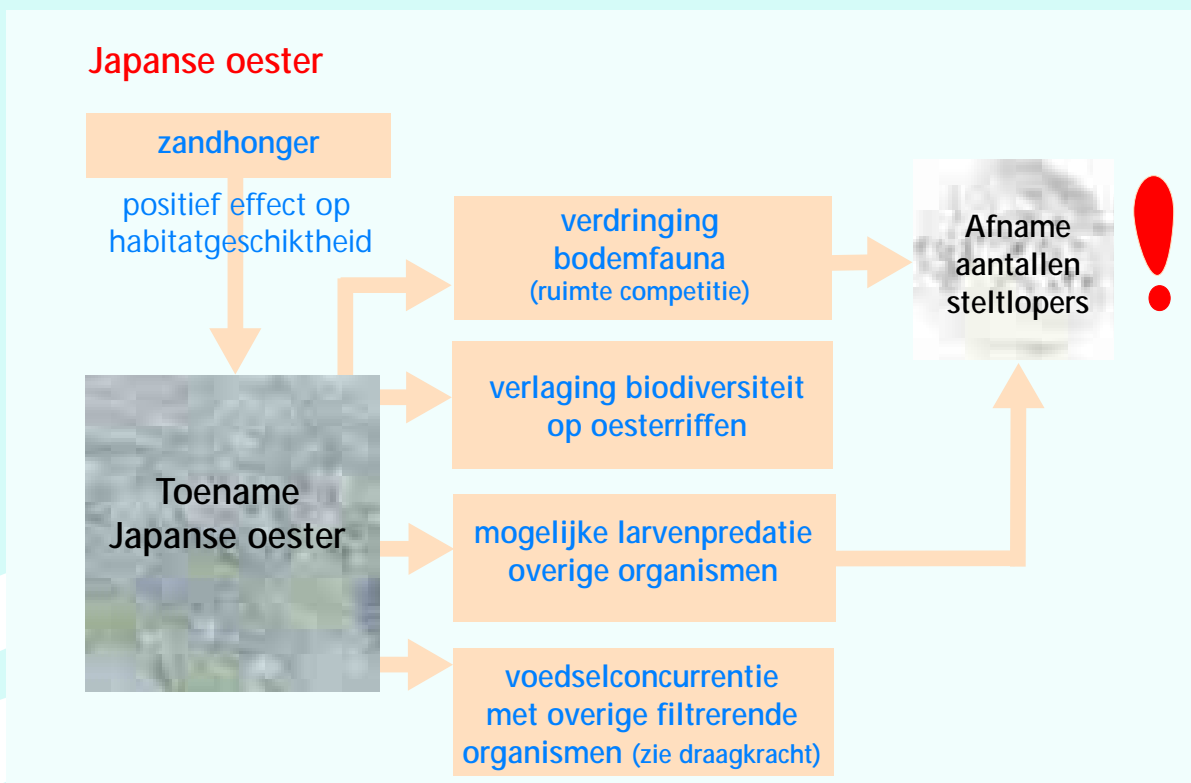 Japanse oester
zandhonger
positief effect op
habitatgeschiktheid
Toename
Japanse oester
verdringing
bodemfauna
(ruimte competitie)
verlaging biodiversiteit
op oesterriffen
mogelijke larvenpredatie
overige organismen
voedselconcurrentie
met overige filtrerende
organismen (zie draagkracht)
Afname
aantallen
steltlopers
!